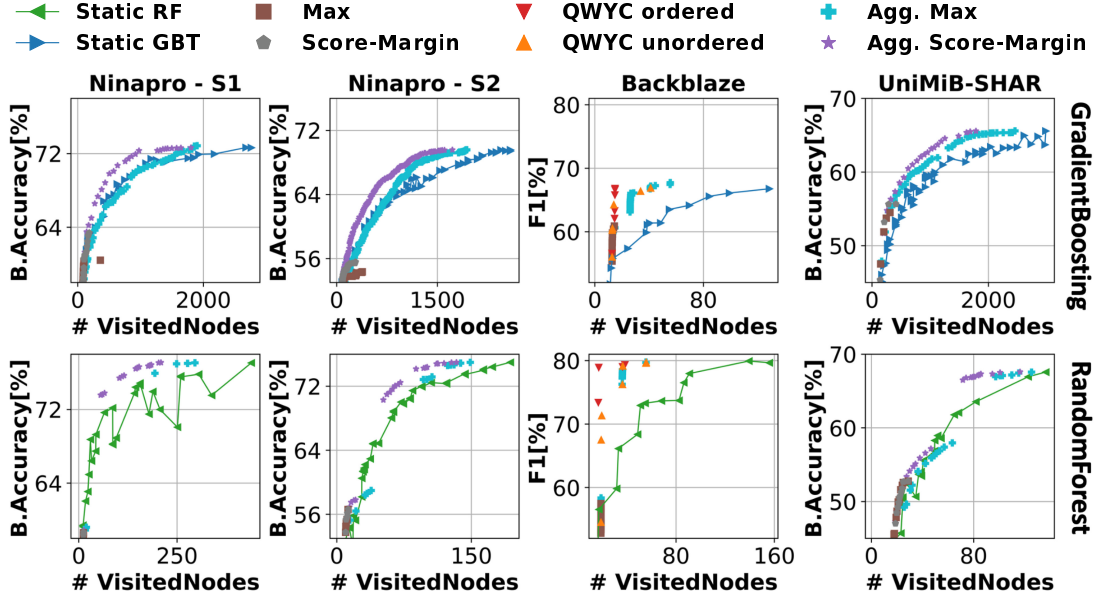 Static RF Max QWYC ordered Agg. Max
Static GBT Score-Margin QWYC unordered Agg. Score-Margin
Ninapro - S1 Ninapro - S2 Backblaze UniMiB-SHAR
B.Accuracy[%] 72 64
0 2000
# VisitedNodes
B.Accuracy[%] 72 64 56
0 1500
# VisitedNodes
F1[%] 80 70 60
0 80
# VisitedNodes
B.Accuracy[%] 70 60 50
0 2000
# VisitedNodes
GradientBoosting
B.Accuracy[%] 72 64
0 250
# VisitedNodes
B.Accuracy[%] 72 64 56
0 150
# VisitedNodes
F1[%] 80 70 60
80 160
# VisitedNodes
B.Accuracy[%] 70 60 50
0 80
# VisitedNodes
RandomForest